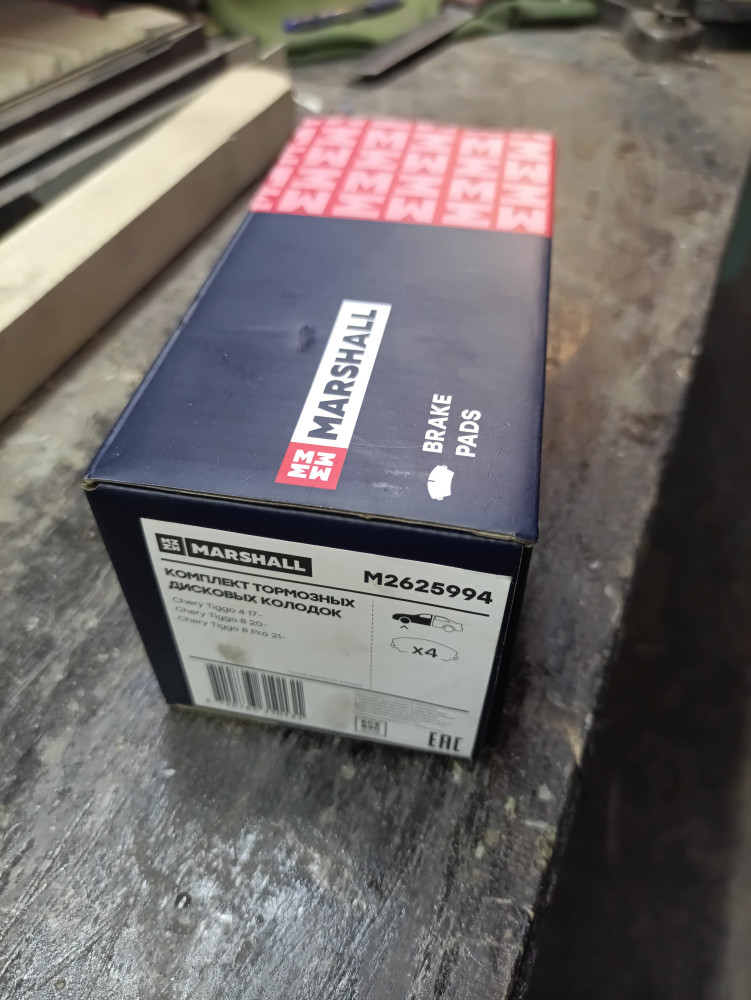 MARSHALL
BRAKE
PADS
MARSHALL
M2625994
КОМПЛЕКТ ТОРМОЗНЫХ
ДИСКОВЫХ КОЛОДОК
Chery Tiggo 4 17-
Chery Tiggo 8 20-
Chery Tiggo 8 Pro 21-
x4
EAC